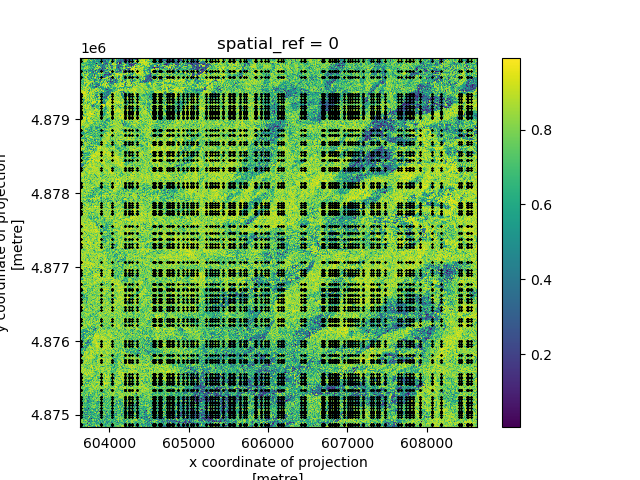 spatial_ref = 0
1e6
4.879
4.878
4.877
4.876
4.875
y coordinate of projection
[metre]
604000 605000 606000 607000 608000
x coordinate of projection
[metre]
0.8
0.6
0.4
0.2